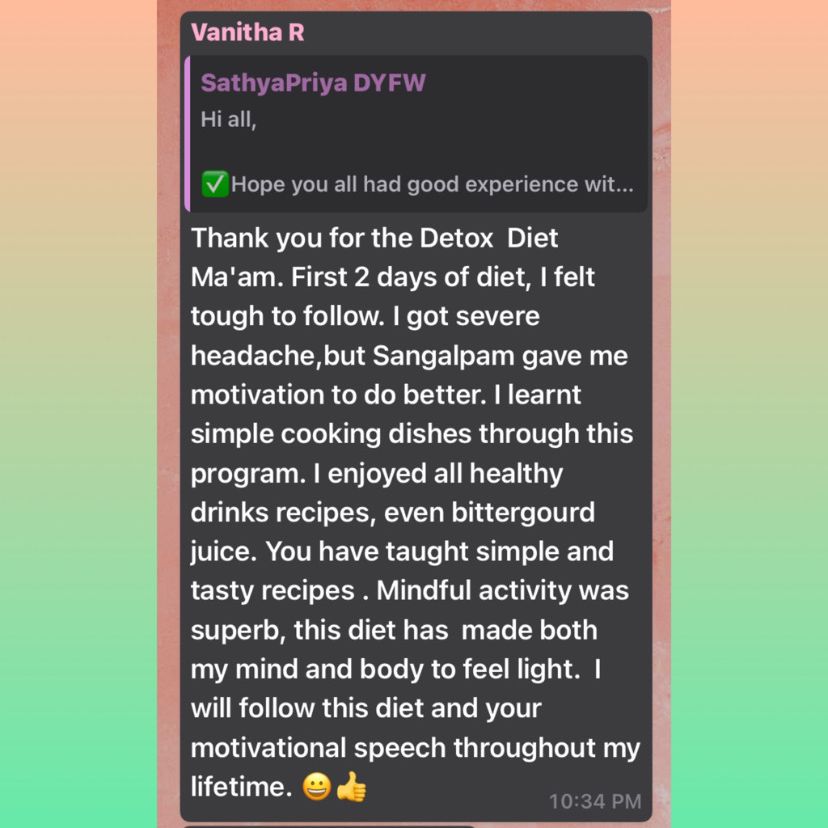 Vanitha R
SathyaPriya DYFW
Hi all,
✅Hope you all had good experience wit...
Thank you for the Detox  Diet
Ma'am. First 2 days of diet, I felt
tough to follow. I got severe
headache,but Sangalpam gave me
motivation to do better. I learnt
simple cooking dishes through this
program. I enjoyed all healthy
drinks recipes, even bittergourd
juice. You have taught simple and
tasty recipes . Mindful activity was
superb, this diet has  made both
my mind and body to feel light.  I
will follow this diet and your
motivational speech throughout my
lifetime. 😀👍
10:34 PM